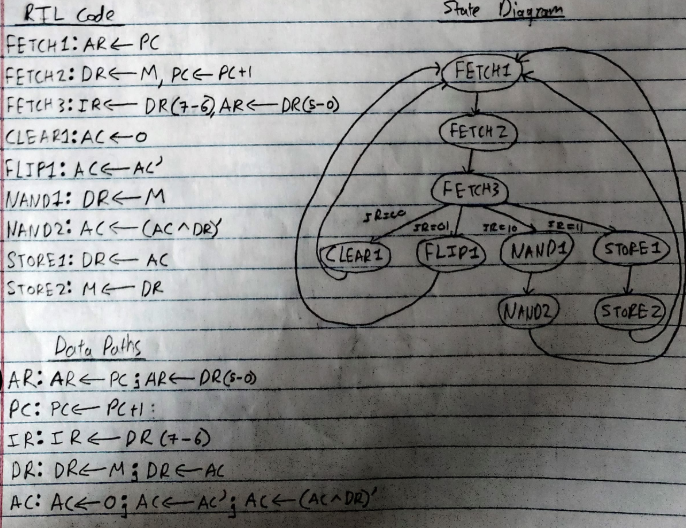 RTL Code
FETCH1: AR ← PC
FETCH2: DR ← M, PC ← PC+1
FETCH3: IR ← DR(7-6), AR ← DR(5-0)
CLEAR1: AC ← 0
FLIP1: AC ← AC'
NAND1: DR ← M
NAND2: AC ← (AC ^ DR)'
STORE1: DR ← AC
STORE2: M ← DR
Data Paths
AR: AR ← PC; AR ← DR(5-0)
PC: PC ← PC+1:
IR: IR ← DR(7-6)
DR: DR ← M; DR ← AC
AC: AC ← 0; AC ← AC'; AC ← (AC ^ DR)'
State Diagram
FETCH1
FETCH2
FETCH3
IR=00 IR=01 IR=10 IR=11
CLEAR1 FLIP1 NAND1 STORE1
NAND2 STORE2